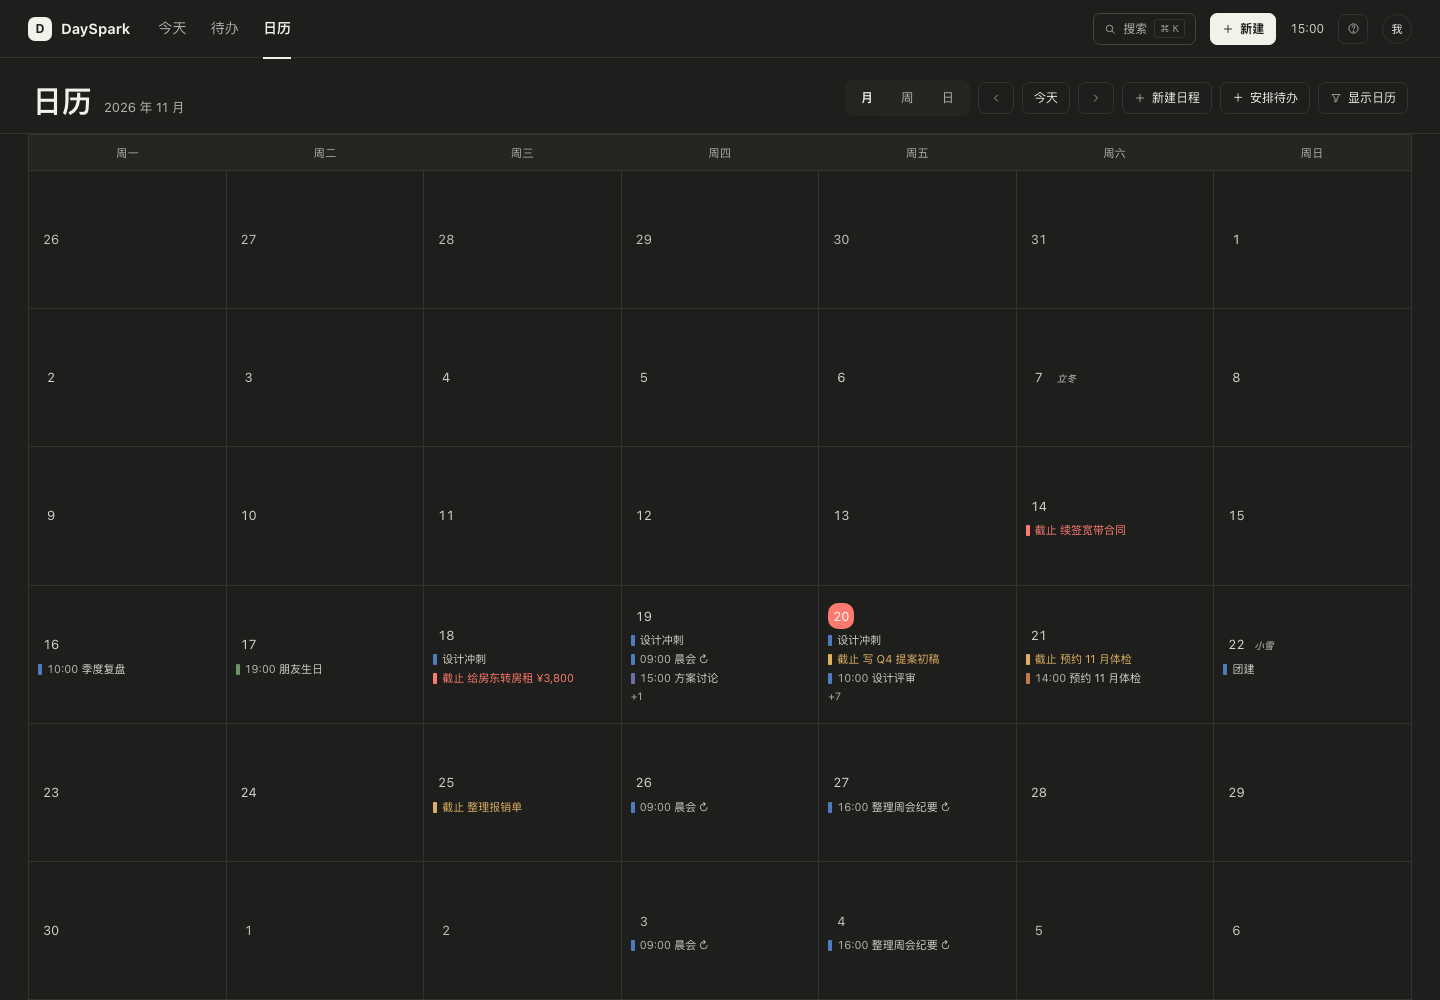 D DaySpark 今天 待办 日历 搜索 ⌘ K + 新建 15:00 我
日历 2026 年 11 月 月 周 日 今天 + 新建日程 + 安排待办 显示日历
周一 周二 周三 周四 周五 周六 周日
26 27 28 29 30 31 1
2 3 4 5 6 7 立冬 8
9 10 11 12 13 14 15
截止 续签宽带合同
16 17 18 19 20 21 22 小雪
10:00 季度复盘
19:00 朋友生日
设计冲刺
截止 给房东转房租 ¥3,800
设计冲刺
09:00 晨会
15:00 方案讨论
+1
设计冲刺
截止 写 Q4 提案初稿
10:00 设计评审
+7
截止 预约 11 月体检
14:00 预约 11 月体检
团建
23 24 25 26 27 28 29
截止 整理报销单
09:00 晨会
16:00 整理周会纪要
30 1 2 3 4 5 6
09:00 晨会
16:00 整理周会纪要